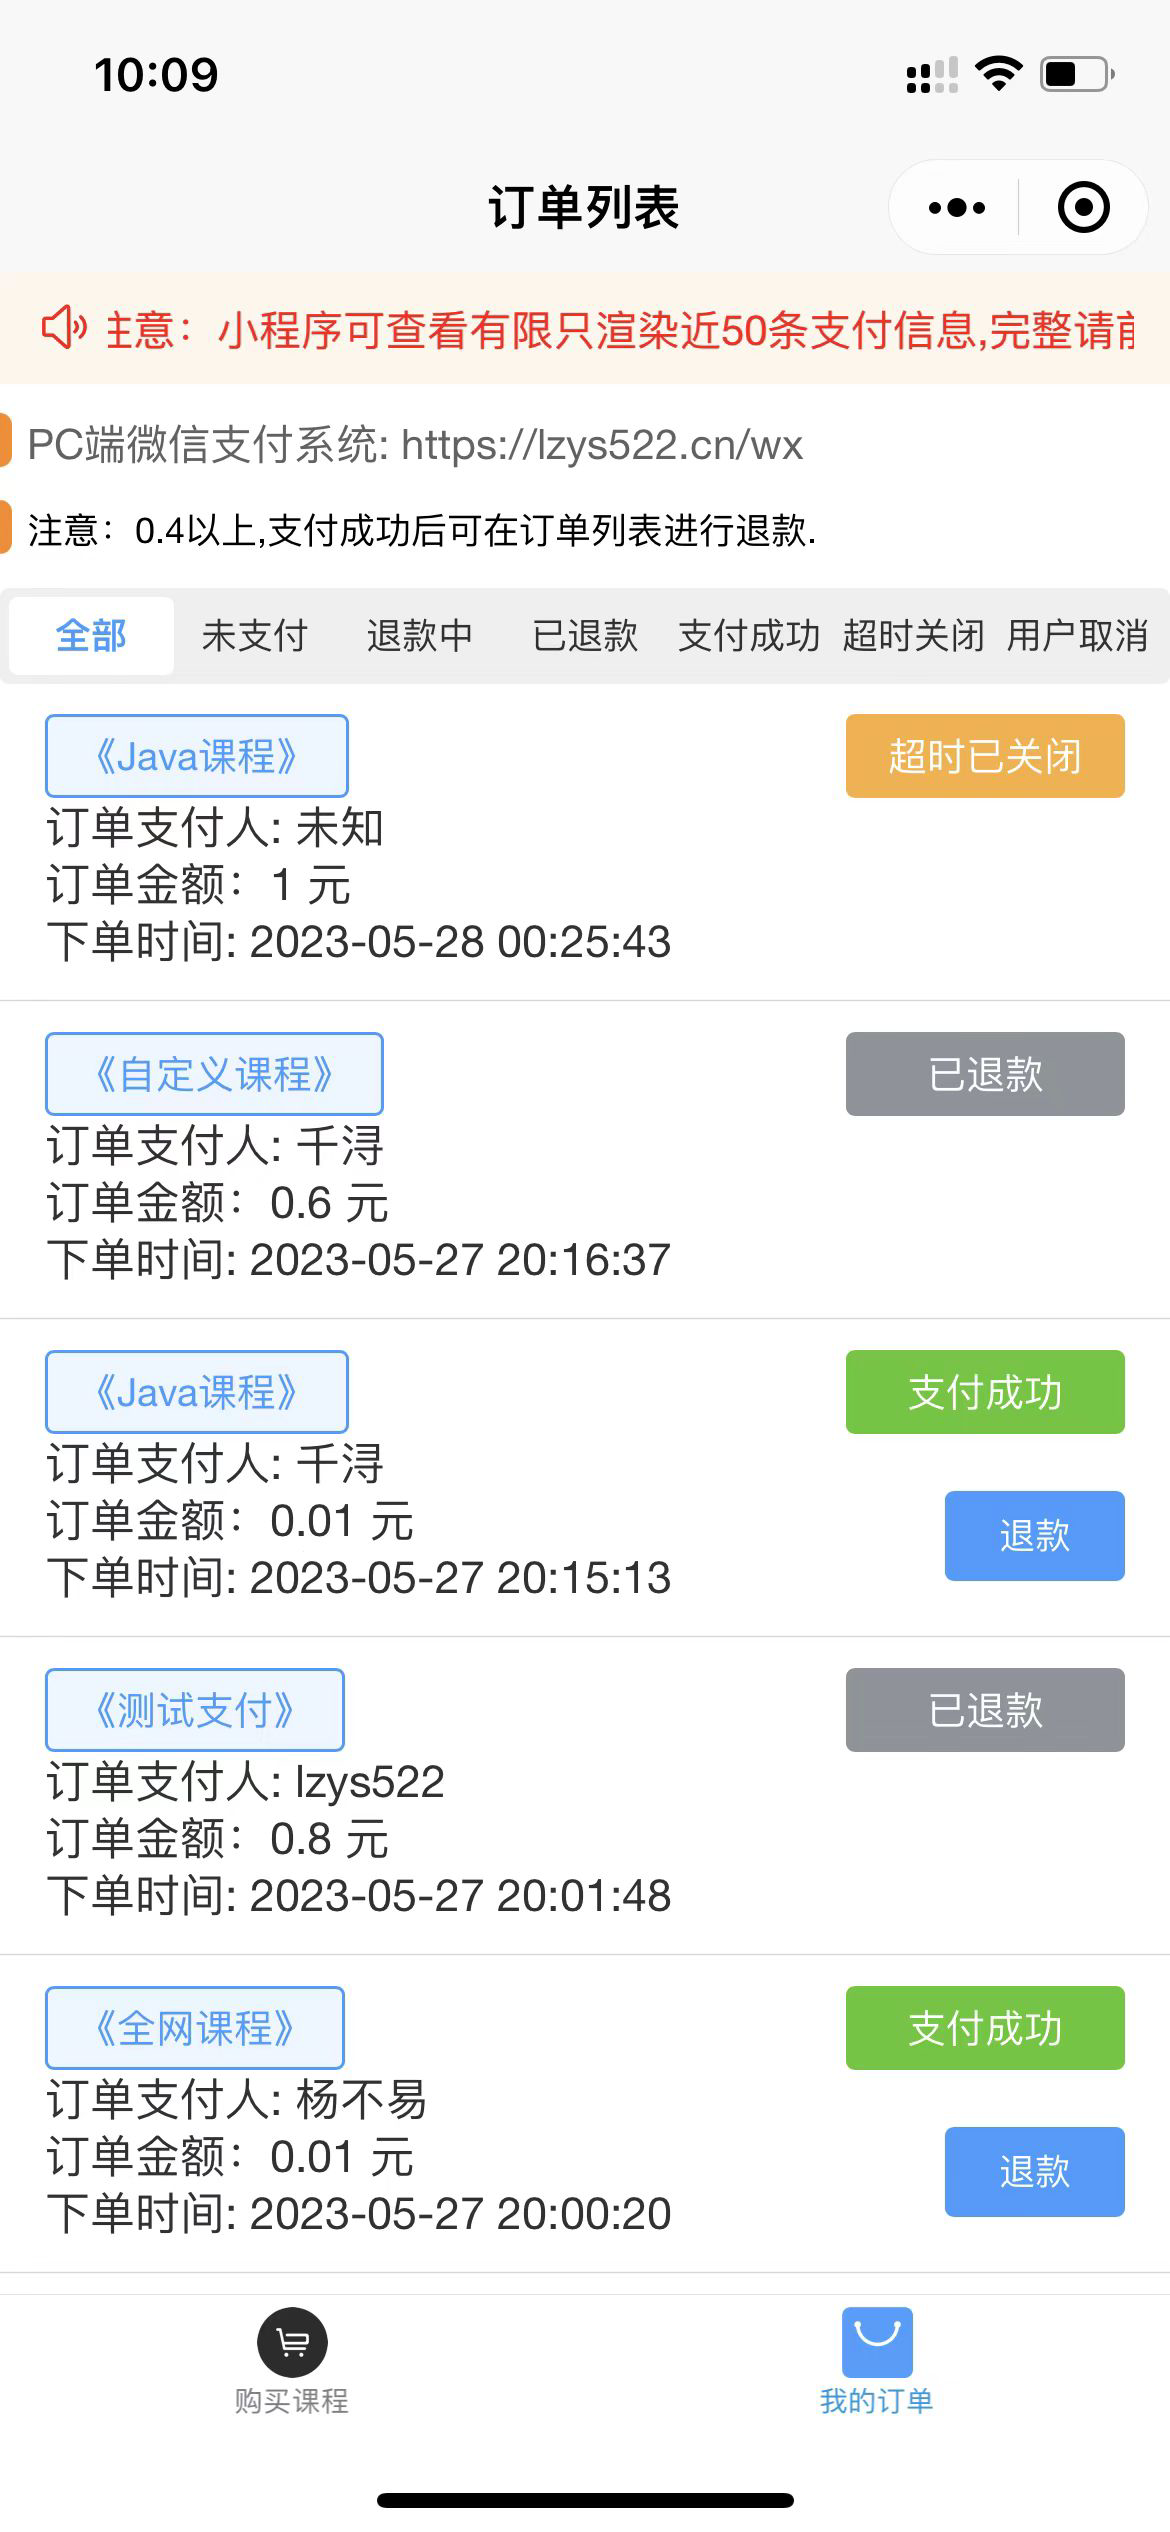 10:09
订单列表
注意：小程序可查看有限只渲染近50条支付信息,完整请
PC端微信支付系统: https://lzys522.cn/wx
注意：0.4以上,支付成功后可在订单列表进行退款.
全部 未支付 退款中 已退款 支付成功 超时关闭 用户取消
《Java课程》 超时已关闭
订单支付人: 未知
订单金额：1 元
下单时间: 2023-05-28 00:25:43
《自定义课程》 已退款
订单支付人: 千浔
订单金额：0.6 元
下单时间: 2023-05-27 20:16:37
《Java课程》 支付成功
订单支付人: 千浔
订单金额：0.01 元
退款
下单时间: 2023-05-27 20:15:13
《测试支付》 已退款
订单支付人: lzys522
订单金额：0.8 元
下单时间: 2023-05-27 20:01:48
《全网课程》 支付成功
订单支付人: 杨不易
订单金额：0.01 元
退款
下单时间: 2023-05-27 20:00:20
购买课程 我的订单